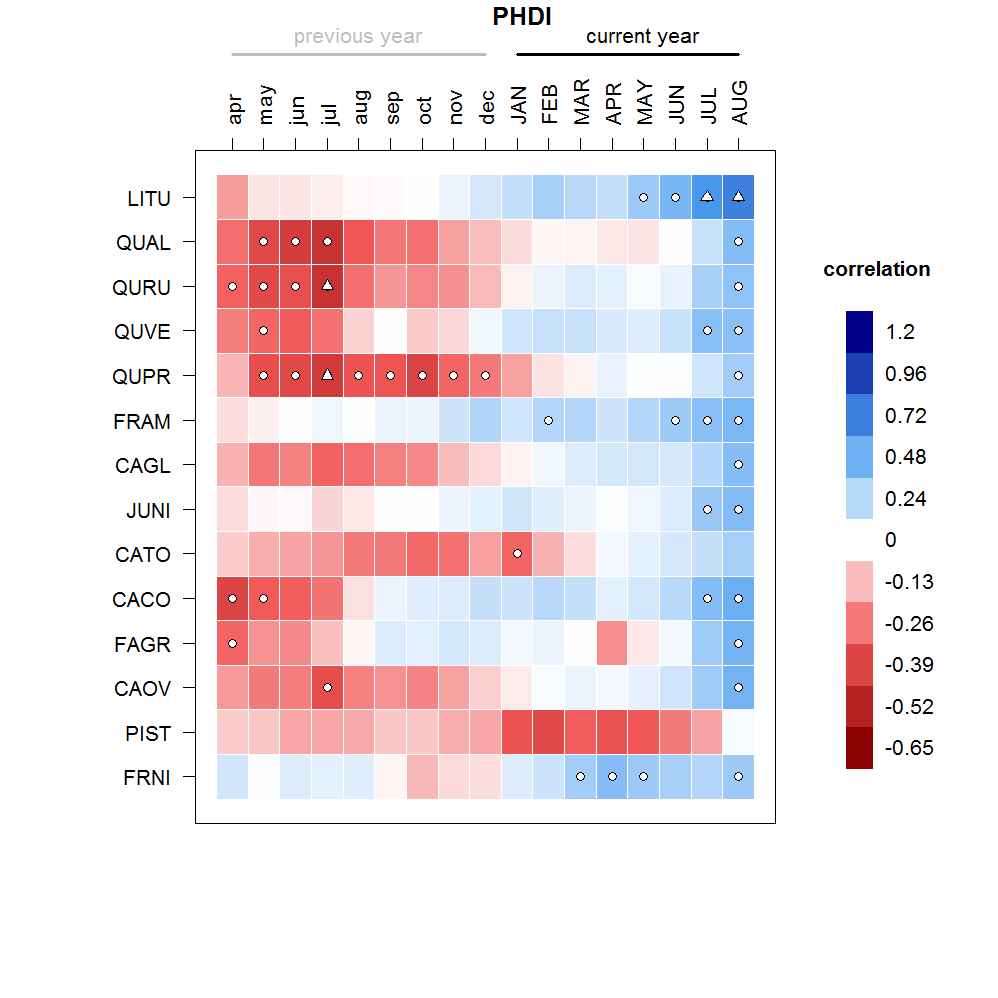 PHDI
previous year
current year
apr may jun jul aug sep oct nov dec JAN FEB MAR APR MAY JUN JUL AUG
LITU
QUAL
QURU
QUVE
QUPR
FRAM
CAGL
JUNI
CATO
CACO
FAGR
CAOV
PIST
FRNI
correlation
1.2
0.96
0.72
0.48
0.24
0
-0.13
-0.26
-0.39
-0.52
-0.65